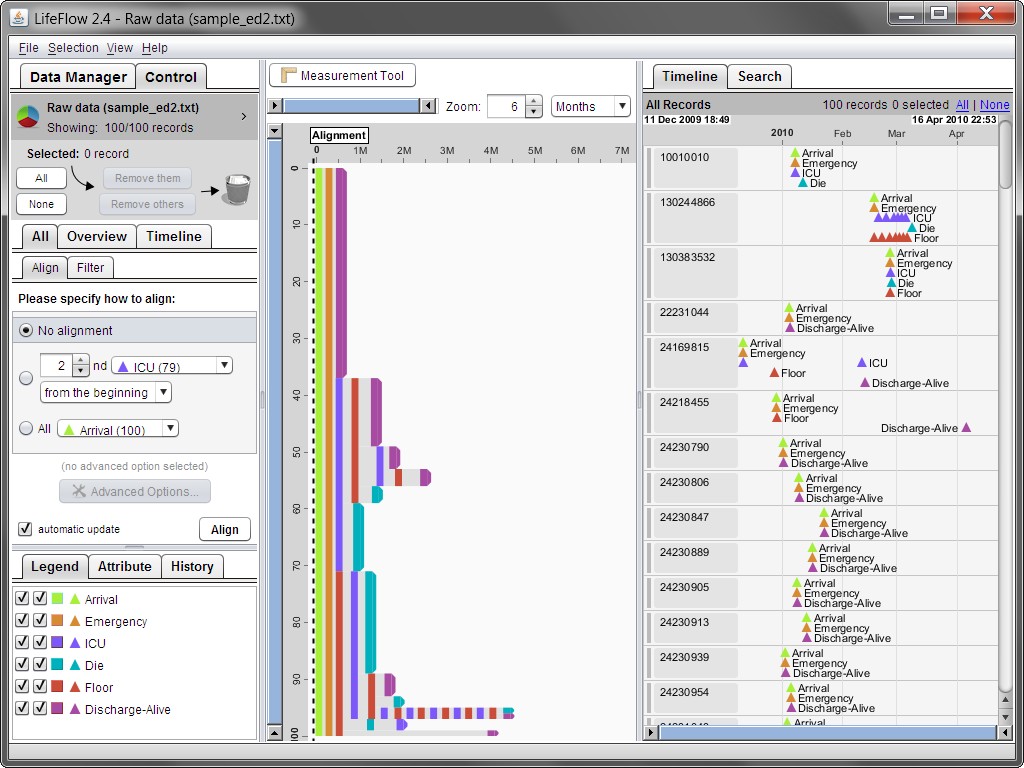 LifeFlow 2.4 - Raw data (sample_ed2.txt)
File Selection View Help
Data Manager Control
Raw data (sample_ed2.txt)
Showing: 100/100 records
Selected: 0 record
All Remove them
None Remove others
All Overview Timeline
Align Filter
Please specify how to align:
No alignment
2 nd ICU (79)
from the beginning
All Arrival (100)
(no advanced option selected)
Advanced Options...
automatic update Align
Legend Attribute History
Arrival
Emergency
ICU
Die
Floor
Discharge-Alive
Measurement Tool
Zoom: 6 Months
Alignment
0 1M 2M 3M 4M 5M 6M 7M
0
10
20
30
40
50
60
70
80
90
Timeline Search
All Records 100 records 0 selected All | None
11 Dec 2009 18:49 16 Apr 2010 22:53
2010 Feb Mar Apr
10010010
Arrival
Emergency
ICU
Die
130244866
Arrival
Emergency
ICU
Die
Floor
130383532
Arrival
Emergency
ICU
Die
Floor
22231044
Arrival
Emergency
Discharge-Alive
24169815
Arrival
Emergency
ICU
Floor
Discharge-Alive
24218455
Arrival
Emergency
Floor
Discharge-Alive
24230790
Arrival
Emergency
Discharge-Alive
24230806
Arrival
Emergency
Discharge-Alive
24230847
Arrival
Emergency
Discharge-Alive
24230889
Arrival
Emergency
Discharge-Alive
24230905
Arrival
Emergency
Discharge-Alive
24230913
Arrival
Emergency
Discharge-Alive
24230939
Arrival
Emergency
Discharge-Alive
24230954
Arrival
Emergency
Discharge-Alive
Arrival